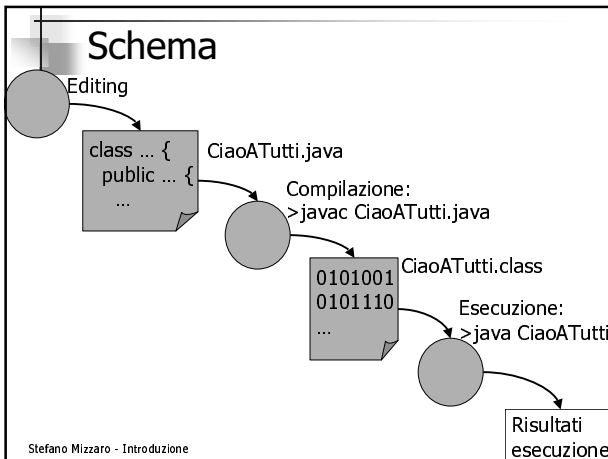 Schema
Editing
class ... {
public ... {
...
CiaoATutti.java
Compilazione:
>javac CiaoATutti.java
0101001
0101110
...
CiaoATutti.class
Esecuzione:
>java CiaoATutti
Risultati
esecuzione
Stefano Mizzaro - Introduzione